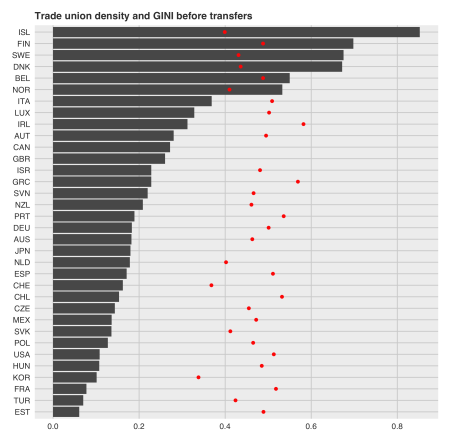 Trade union density and GINI before transfers
ISL
FIN
SWE
DNK
BEL
NOR
ITA
LUX
IRL
AUT
CAN
GBR
ISR
GRC
SVN
NZL
PRT
DEU
AUS
JPN
NLD
ESP
CHE
CHL
CZE
MEX
SVK
POL
USA
HUN
KOR
FRA
TUR
EST
0.0 0.2 0.4 0.6 0.8